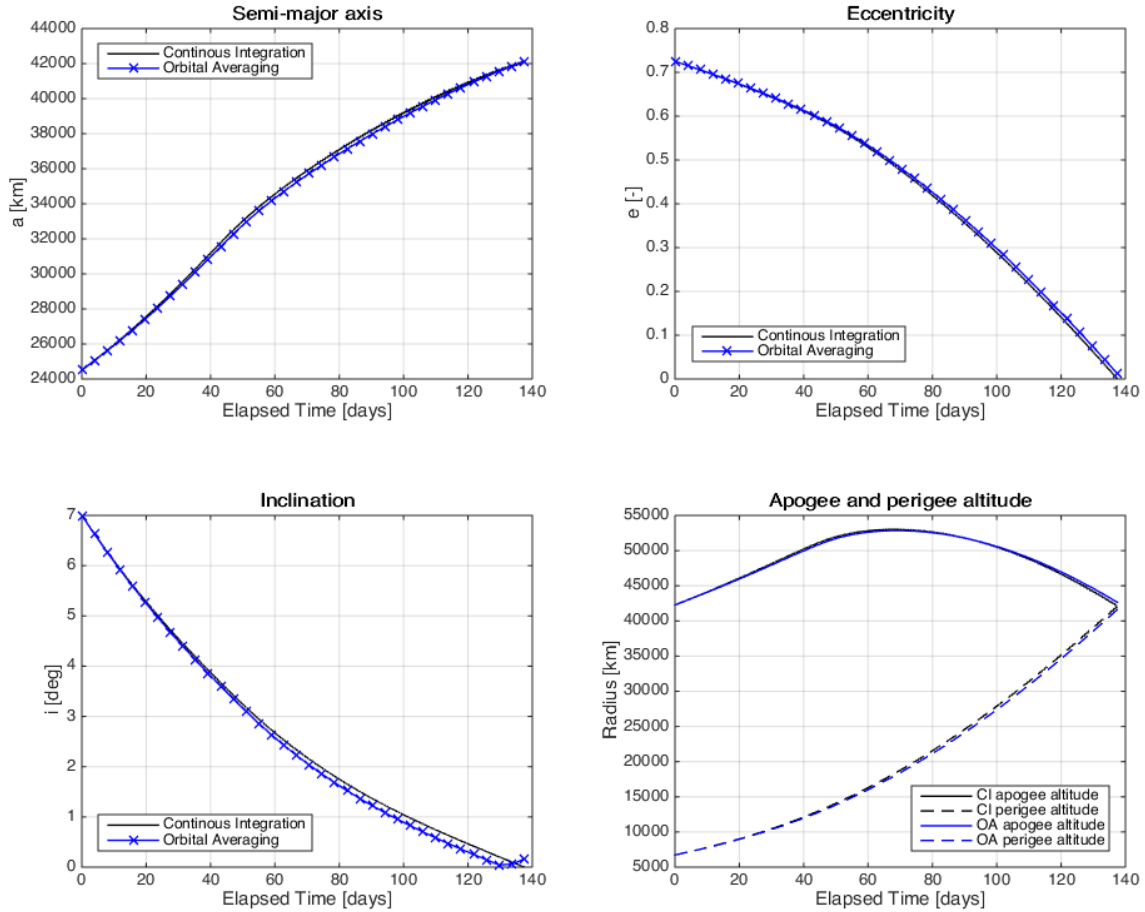 Semi-major axis
44000
42000
40000
38000
36000
34000
32000
30000
28000
26000
24000
a [km]
Continous Integration
Orbital Averaging
0 20 40 60 80 100 120 140
Elapsed Time [days]
Eccentricity
0.8
0.7
0.6
0.5
0.4
0.3
0.2
0.1
0
e [-]
Continous Integration
Orbital Averaging
0 20 40 60 80 100 120 140
Elapsed Time [days]
Inclination
7
6
5
4
3
2
1
0
i [deg]
Continous Integration
Orbital Averaging
0 20 40 60 80 100 120 140
Elapsed Time [days]
Apogee and perigee altitude
55000
50000
45000
40000
35000
30000
25000
20000
15000
10000
5000
Radius [km]
CI apogee altitude
CI perigee altitude
OA apogee altitude
OA perigee altitude
0 20 40 60 80 100 120 140
Elapsed Time [days]